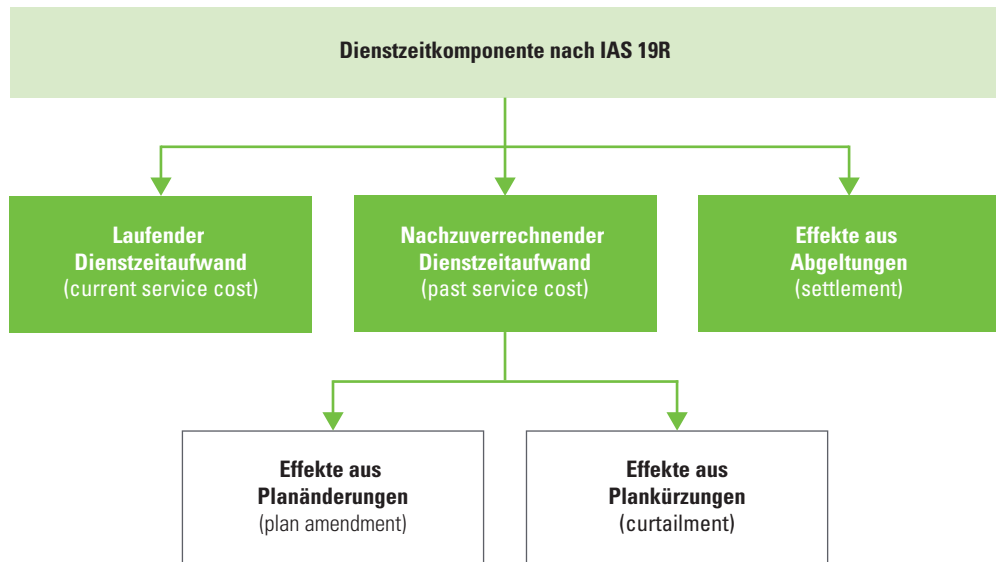 Dienstzeitkomponente nach IAS 19R
Laufender
Dienstzeitaufwand
(current service cost)
Nachzuverrechnender
Dienstzeitaufwand
(past service cost)
Effekte aus
Abgeltungen
(settlement)
Effekte aus
Planänderungen
(plan amendment)
Effekte aus
Plankürzungen
(curtailment)